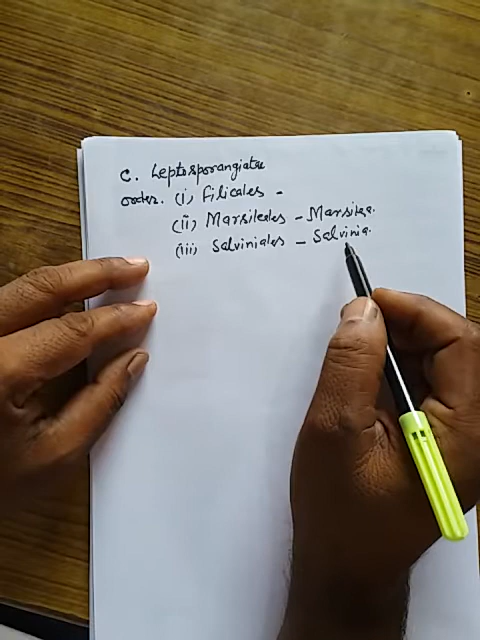 C. Leptosporangiatae
order. (i) Filicales -
(ii) Marsileales - Marsilea.
(iii) Salviniales - Salvinia.